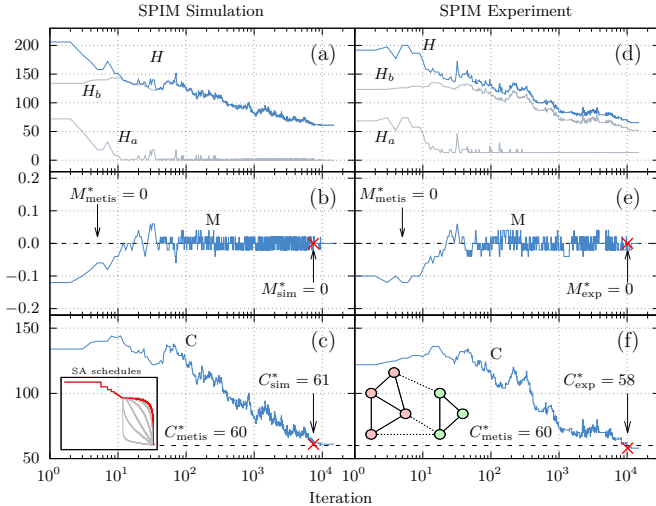 SPIM Simulation
SPIM Experiment
200
150
100
50
0
H
(a)
H_b
H_a
H
(d)
H_b
H_a
0.2
0.1
0.0
−0.1
−0.2
M*_metis = 0
(b)
M
M*_sim = 0
M*_metis = 0
(e)
M
M*_exp = 0
150
100
50
C
(c)
SA schedules
C*_sim = 61
C*_metis = 60
C
(f)
C*_exp = 58
C*_metis = 60
10^0 10^1 10^2 10^3 10^4 10^0 10^1 10^2 10^3 10^4
Iteration